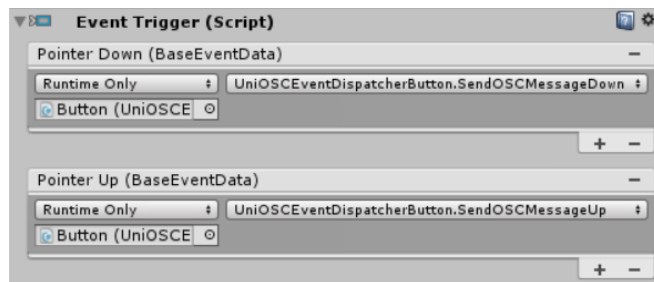 Event Trigger (Script)
Pointer Down (BaseEventData)
Runtime Only UniOSCEventDispatcherButton.SendOSCMessageDown
Button (UniOSCE
Pointer Up (BaseEventData)
Runtime Only UniOSCEventDispatcherButton.SendOSCMessageUp
Button (UniOSCE